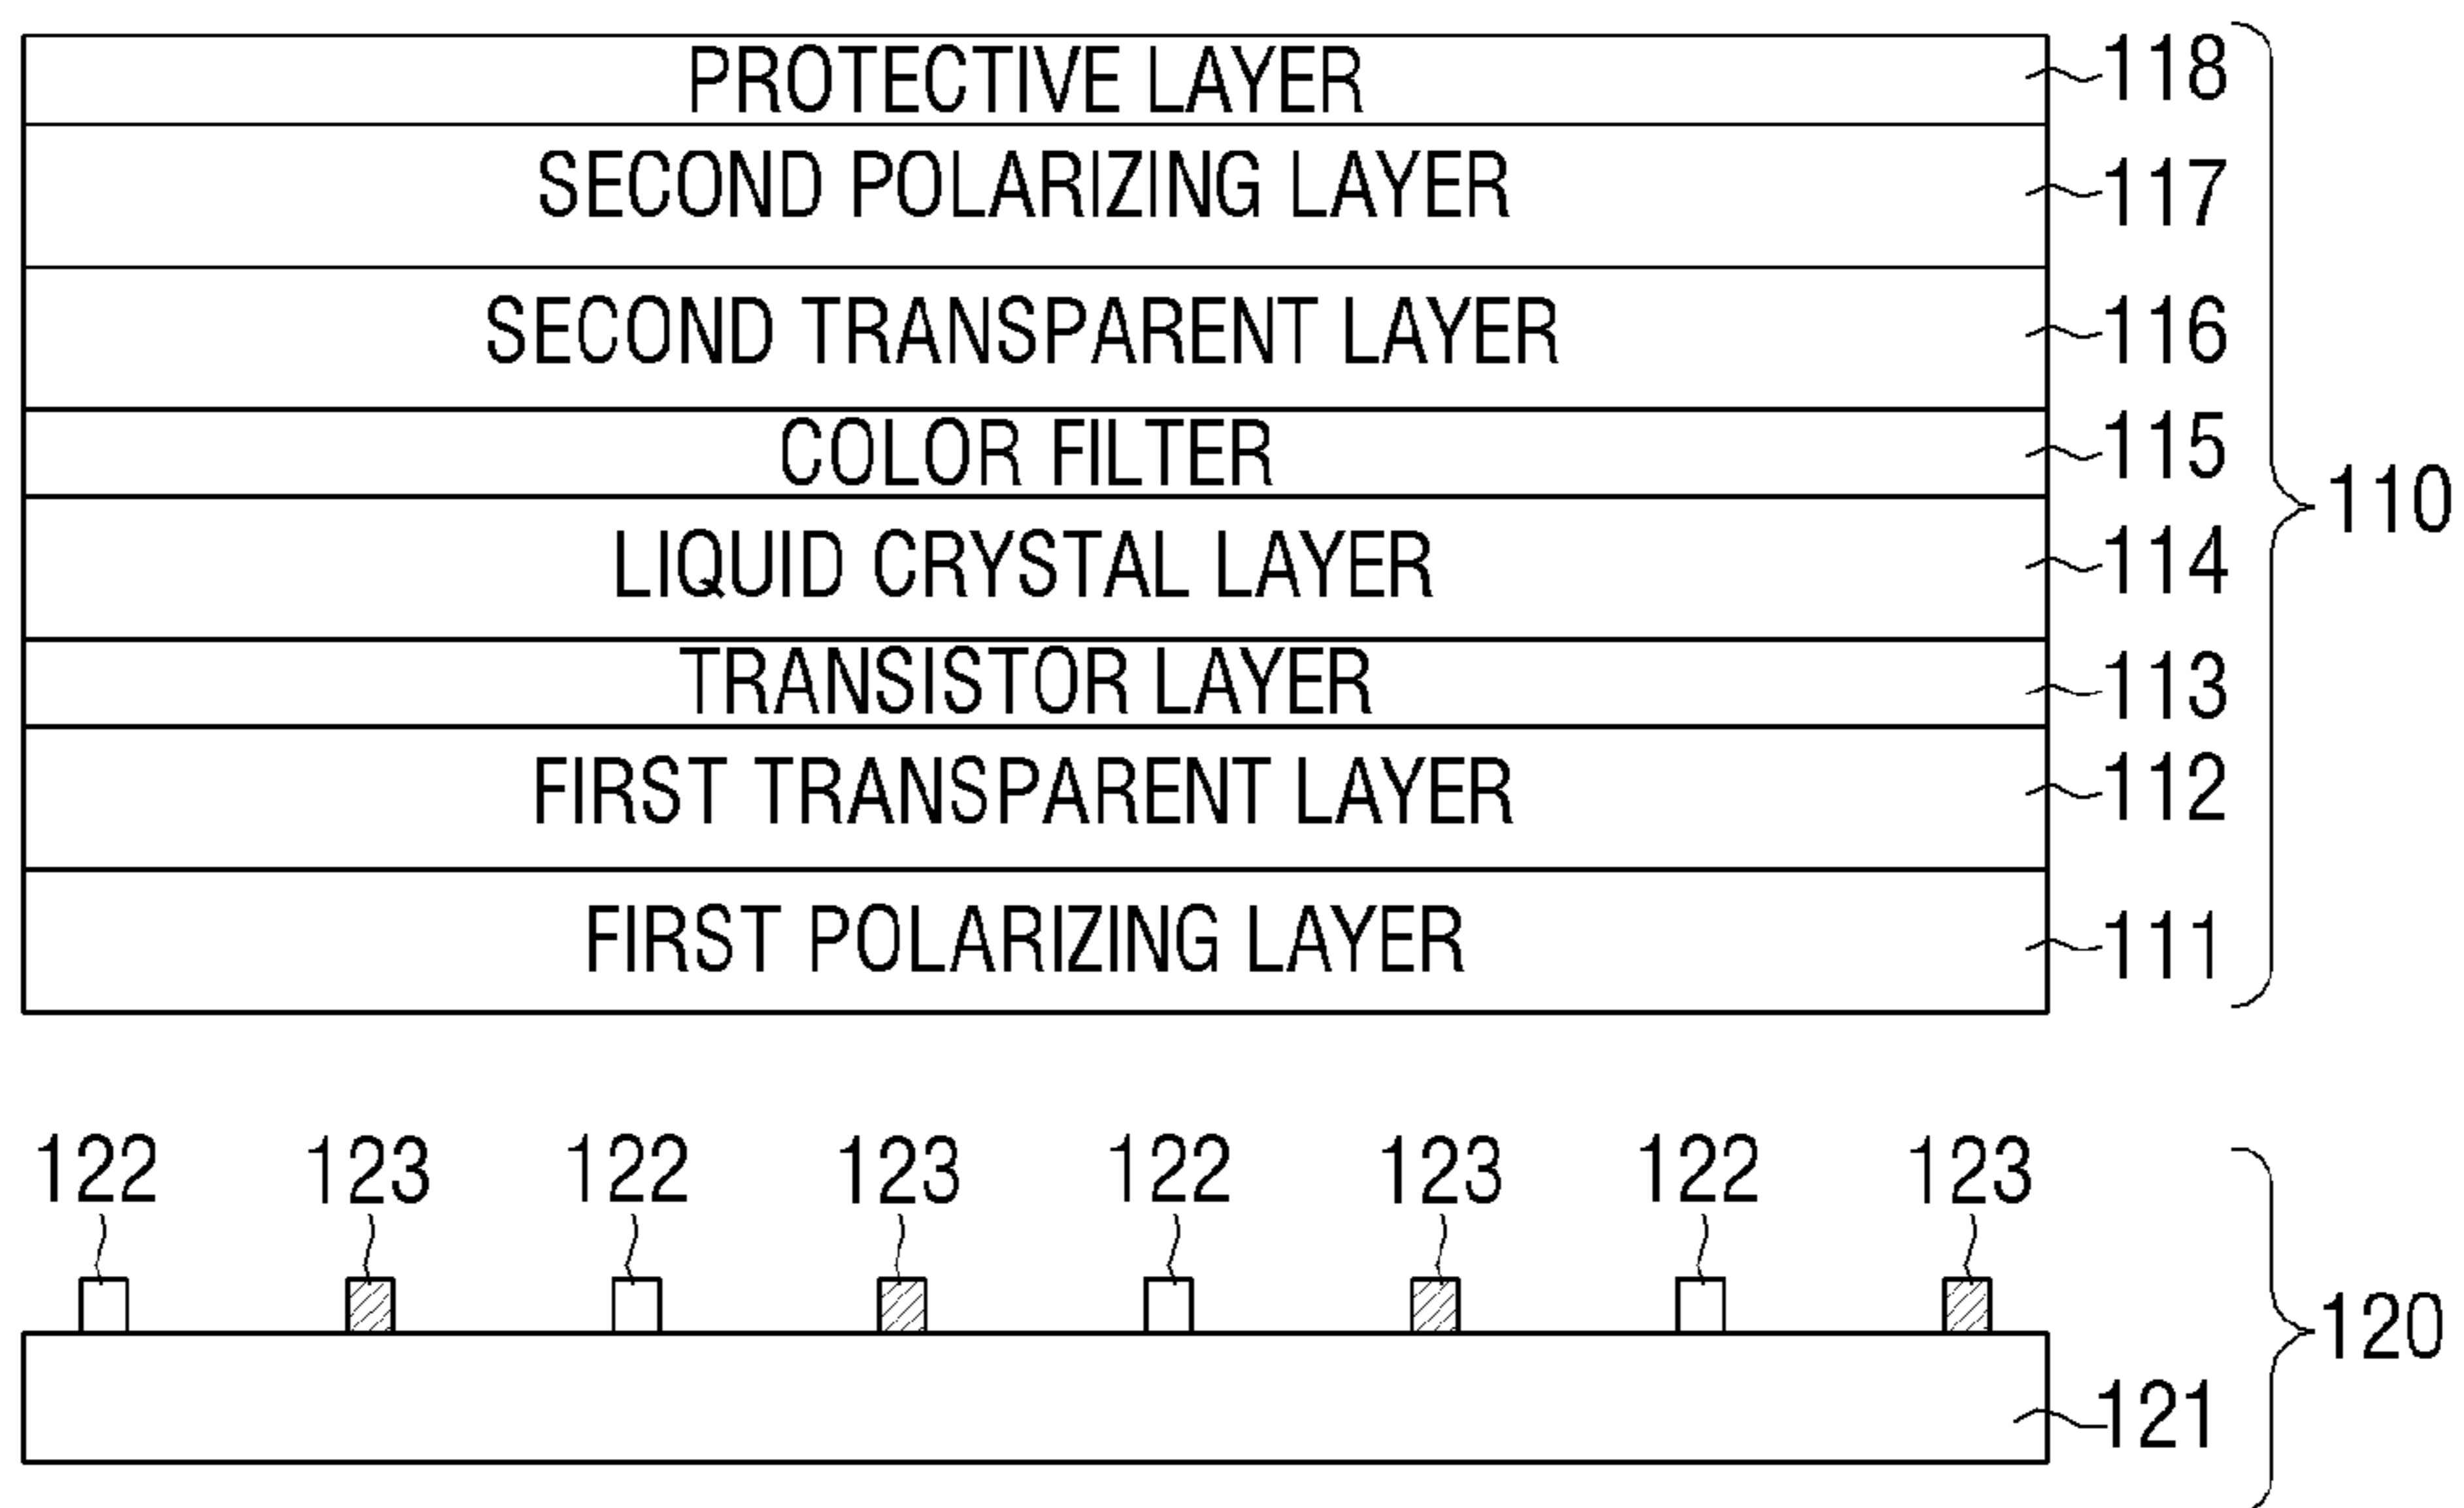 PROTECTIVE LAYER 118
SECOND POLARIZING LAYER 117
SECOND TRANSPARENT LAYER 116
COLOR FILTER 115
110
LIQUID CRYSTAL LAYER 114
TRANSISTOR LAYER 113
FIRST TRANSPARENT LAYER 112
FIRST POLARIZING LAYER 111
122 123 122 123 122 123 122 123
120
121